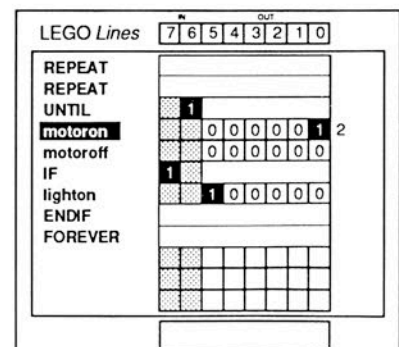 IN OUT
LEGO Lines 7 6 5 4 3 2 1 0
REPEAT
REPEAT
UNTIL 1
motoron 0 0 0 0 0 1 2
motoroff 0 0 0 0 0 0
IF 1
lighton 1 0 0 0 0 0
ENDIF
FOREVER